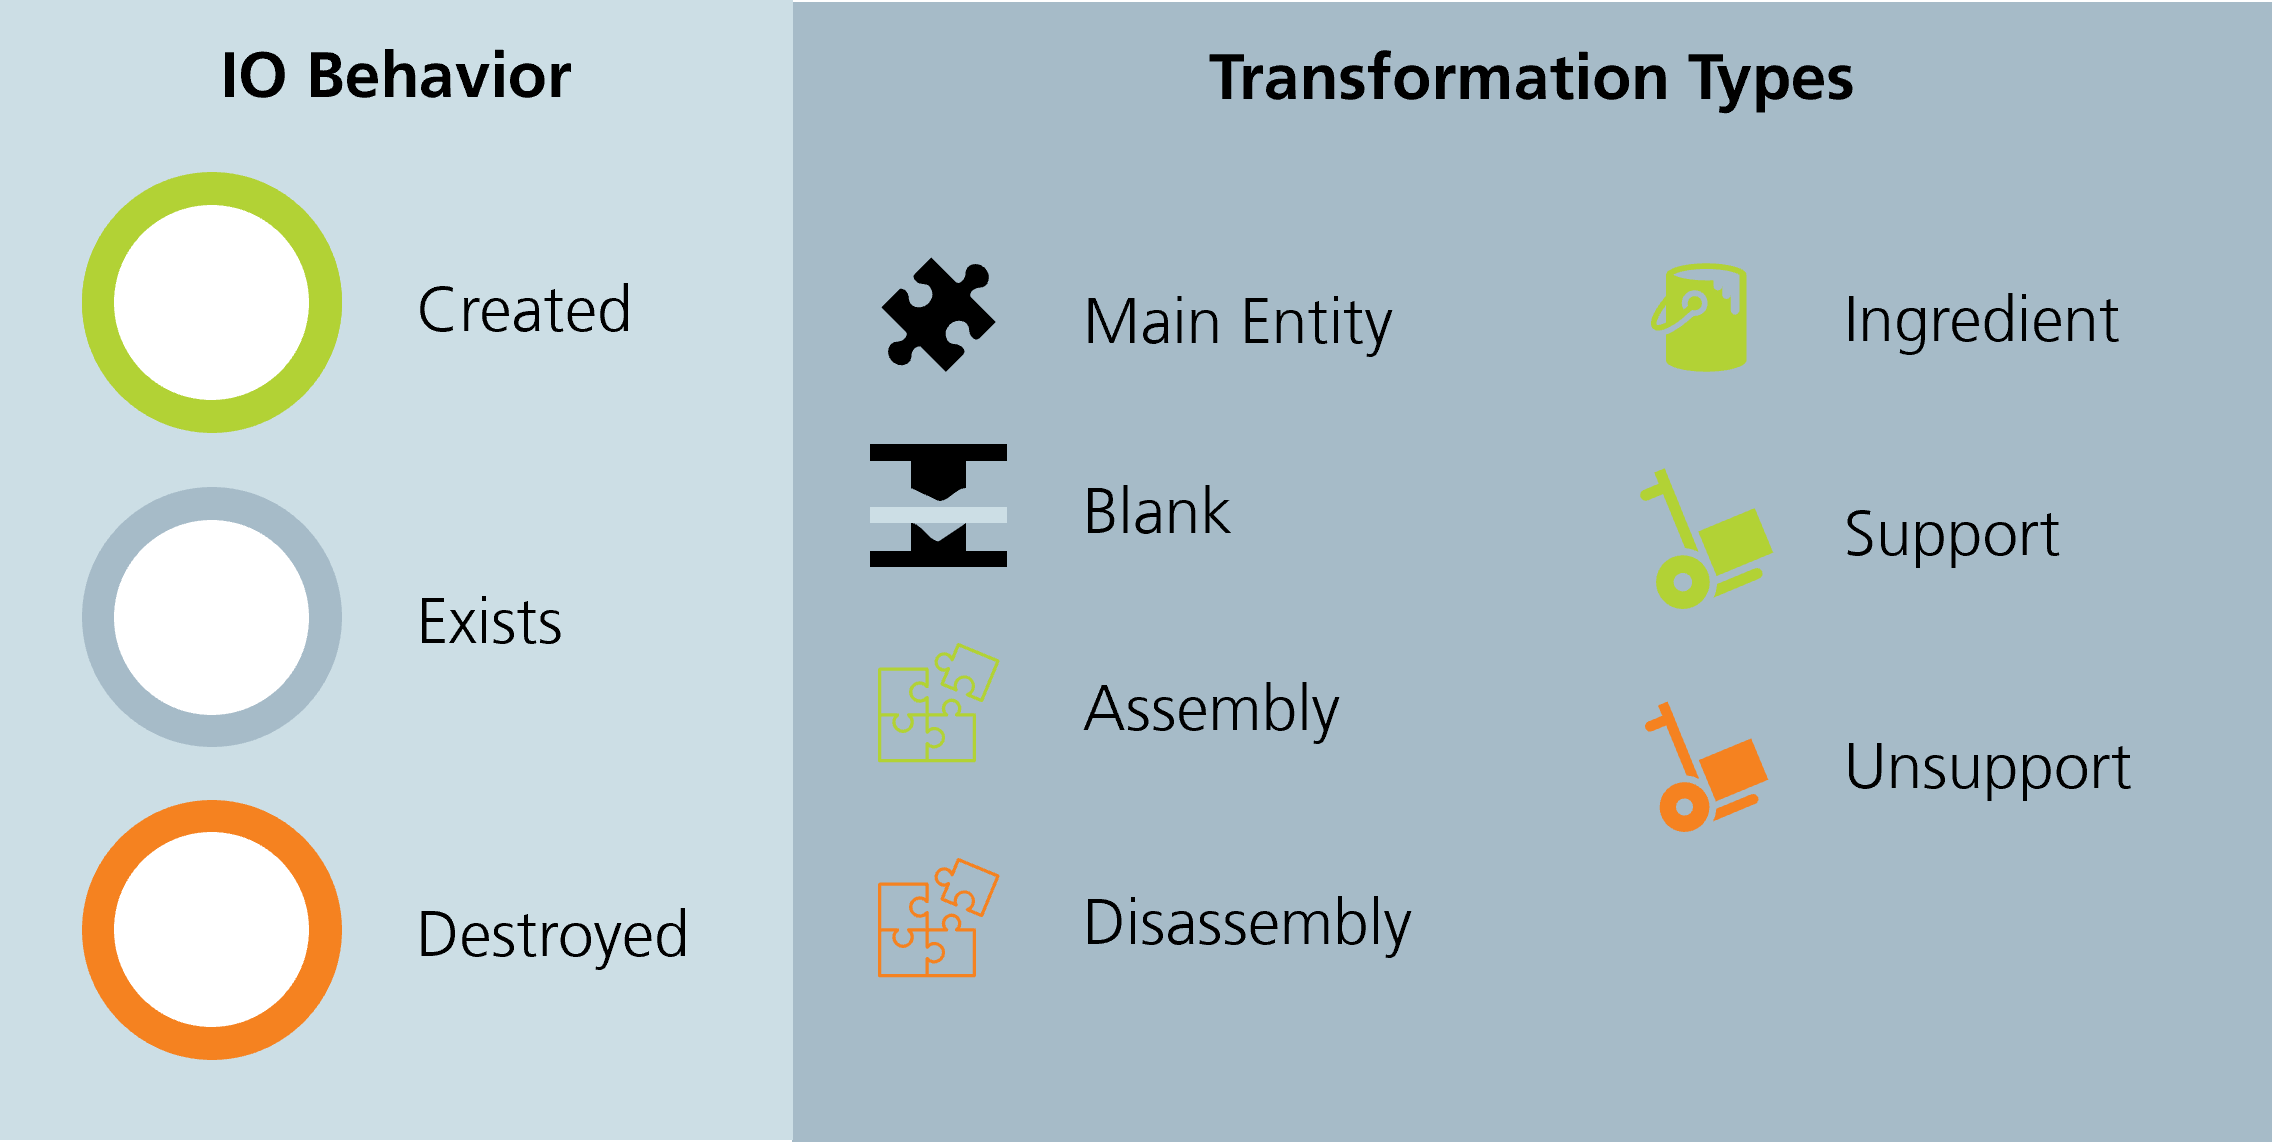 IO Behavior
Created
Exists
Destroyed
Transformation Types
Main Entity
Blank
Assembly
Disassembly
Ingredient
Support
Unsupport